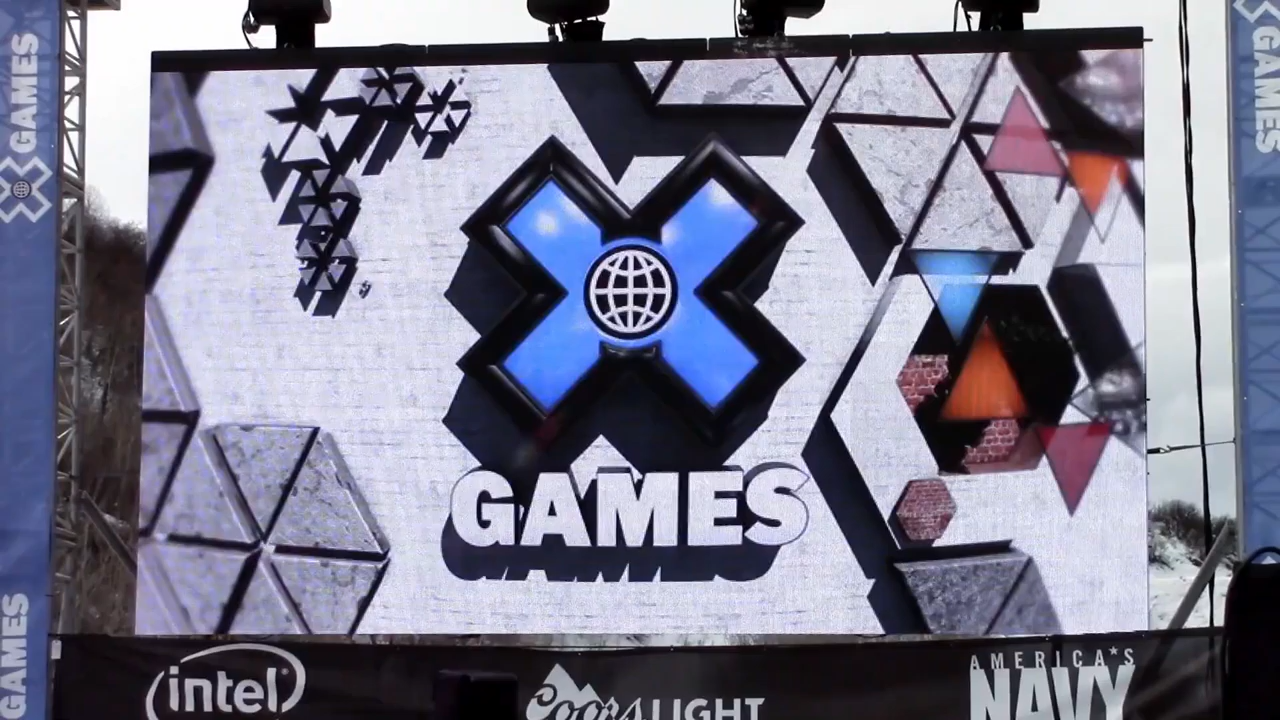 X GAMES
GAMES
X
GAMES
X GAMES
intel
Coors LIGHT
AMERICA★S
NAVY